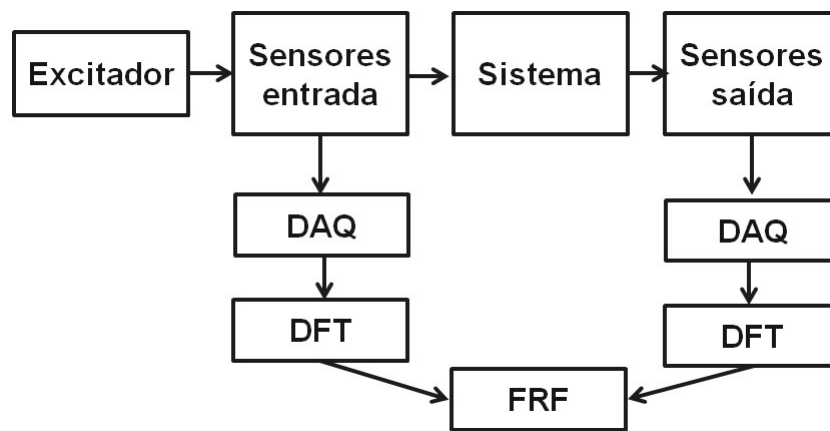 Excitador
Sensores
entrada
Sistema
Sensores
saída
DAQ
DAQ
DFT
DFT
FRF